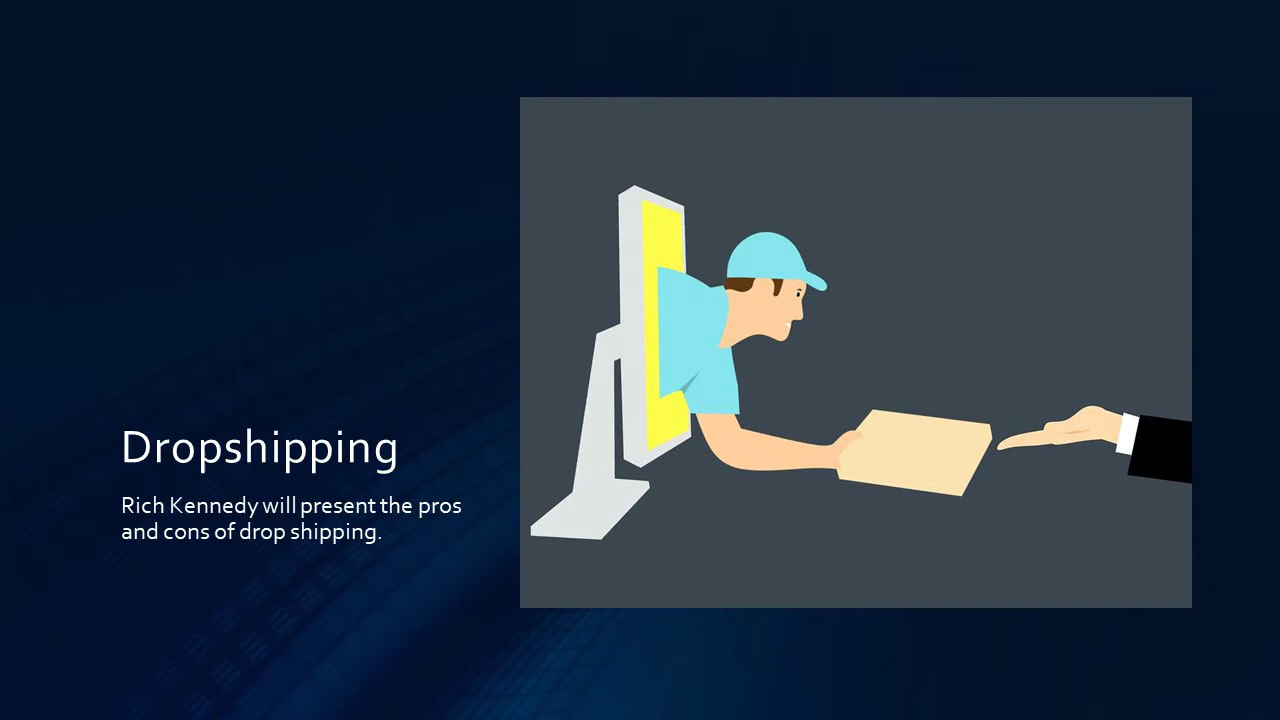 Dropshipping
Rich Kennedy will present the pros
and cons of drop shipping.